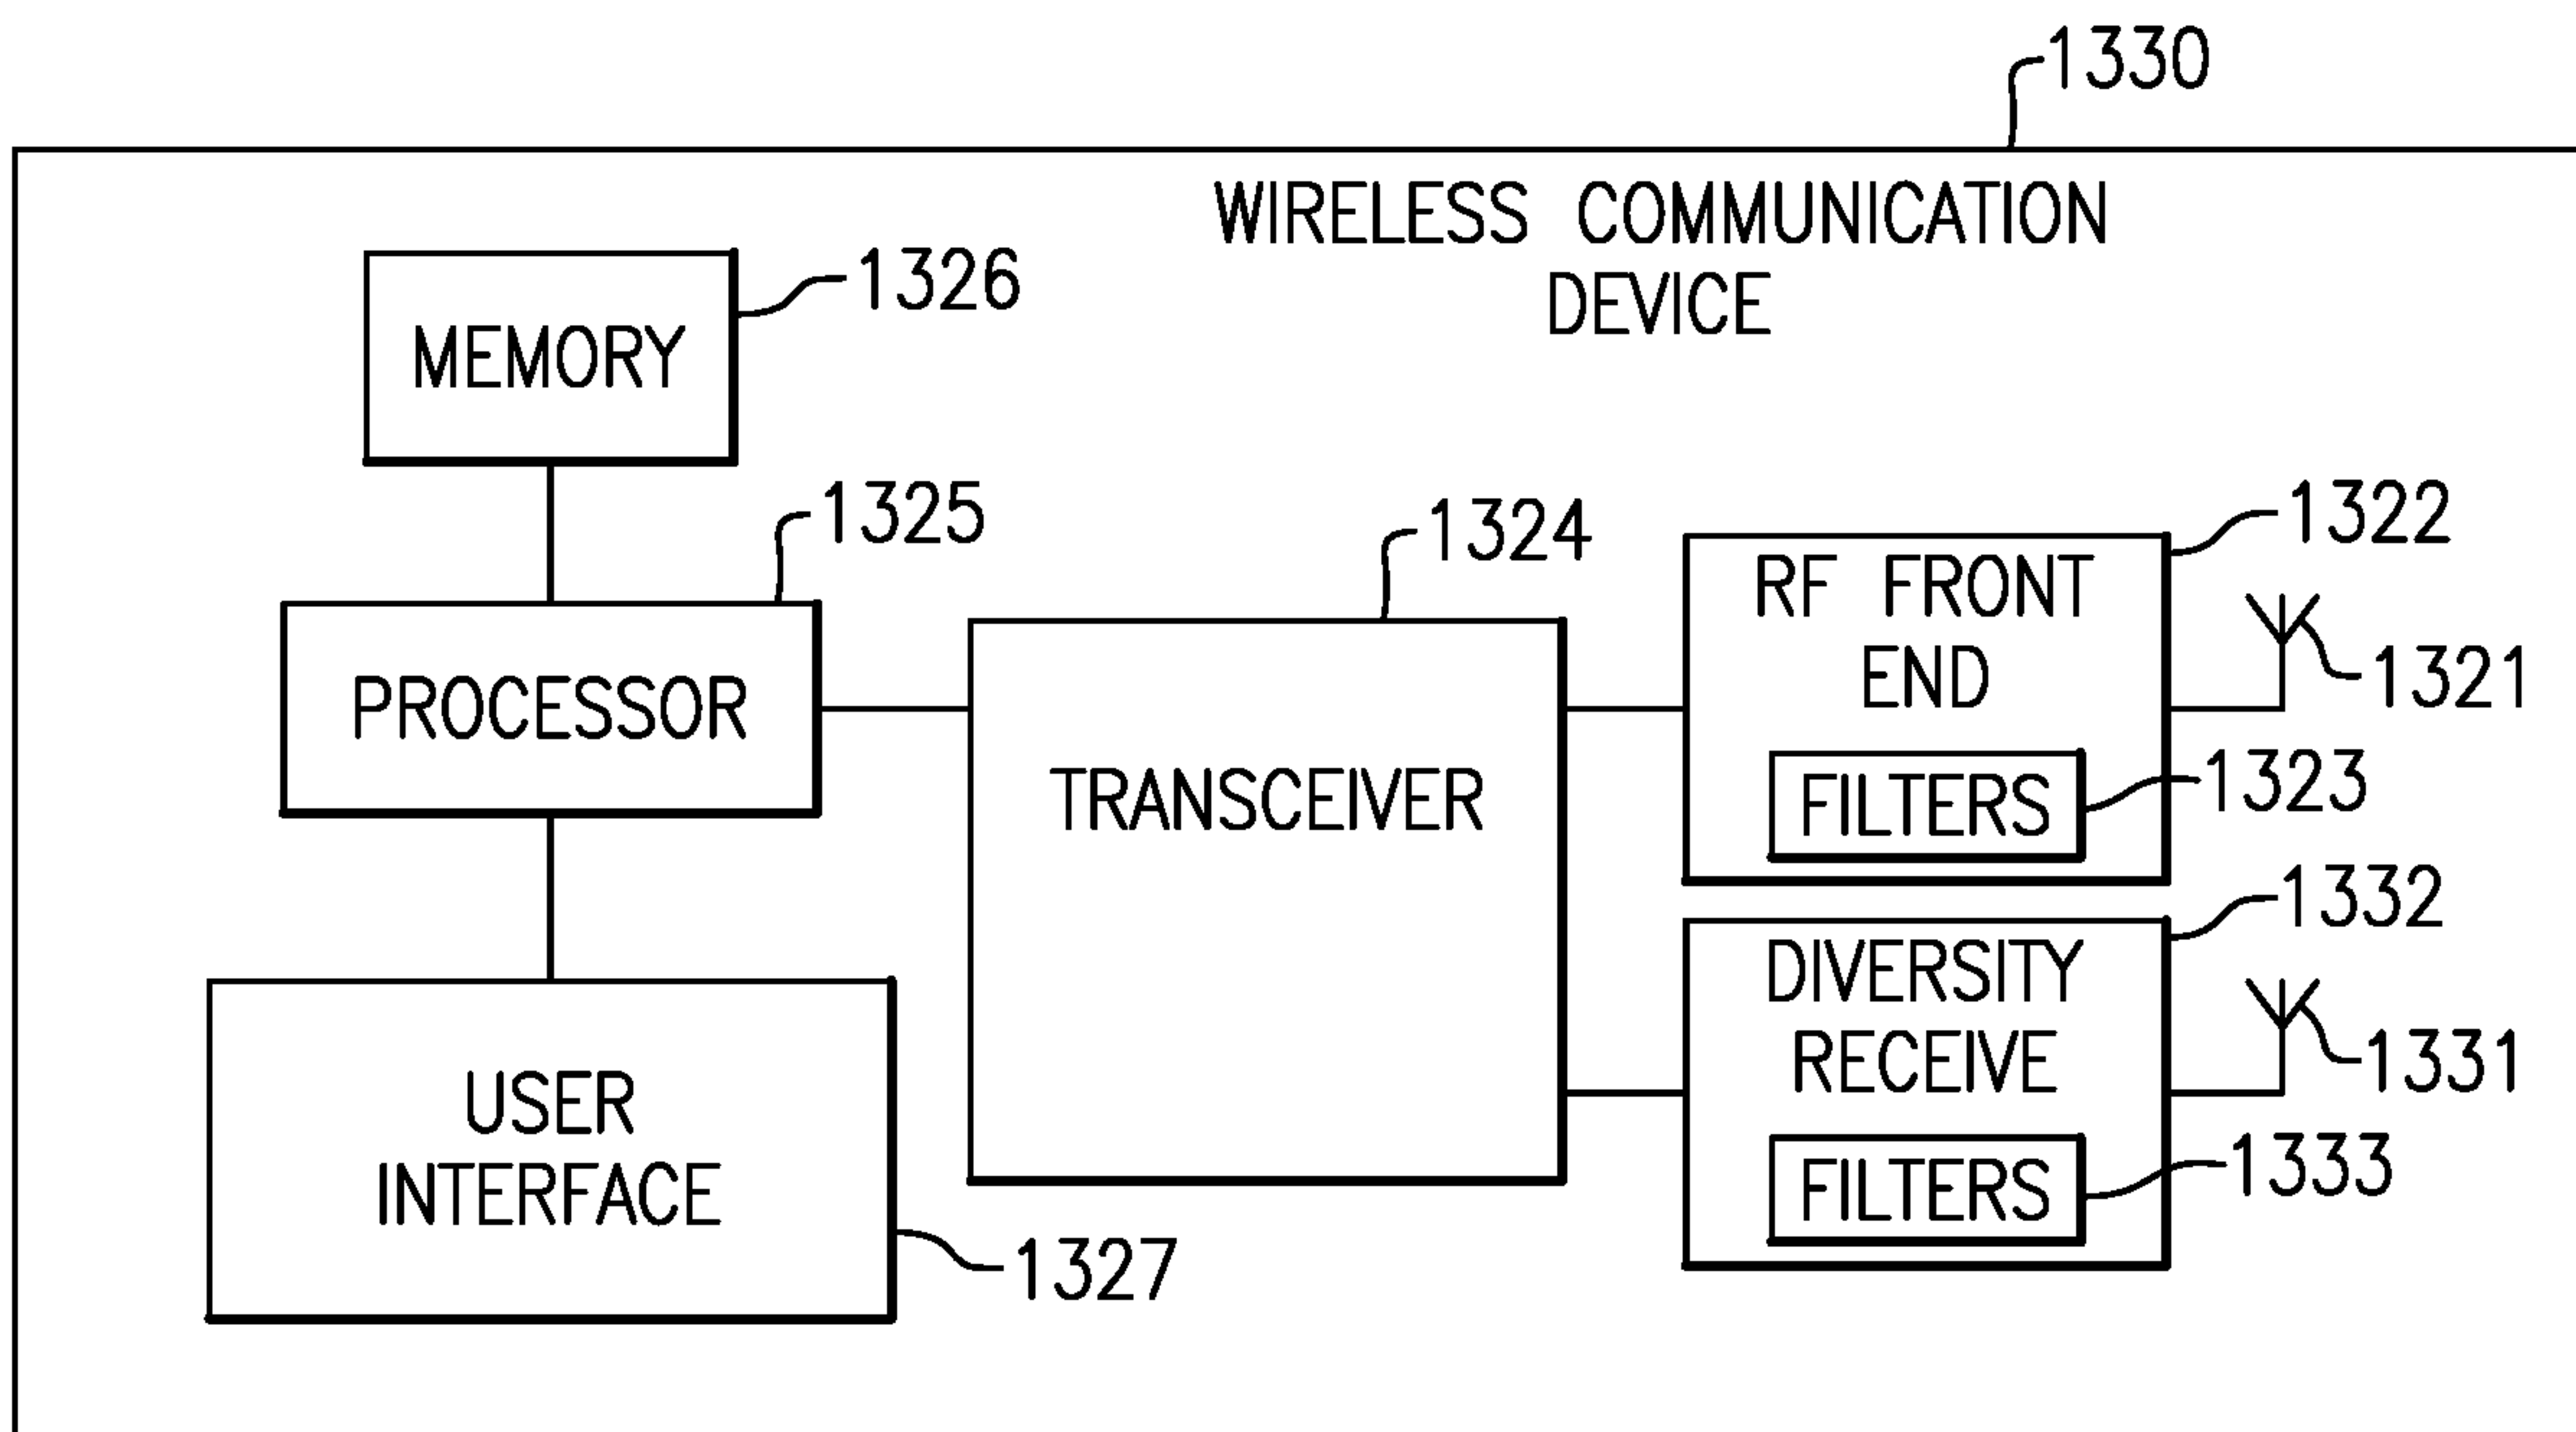 1330
WIRELESS COMMUNICATION
DEVICE
MEMORY
1326
PROCESSOR
1325
USER
INTERFACE
1327
TRANSCEIVER
1324
RF FRONT
END
1322
FILTERS
1323
1321
DIVERSITY
RECEIVE
1332
FILTERS
1333
1331